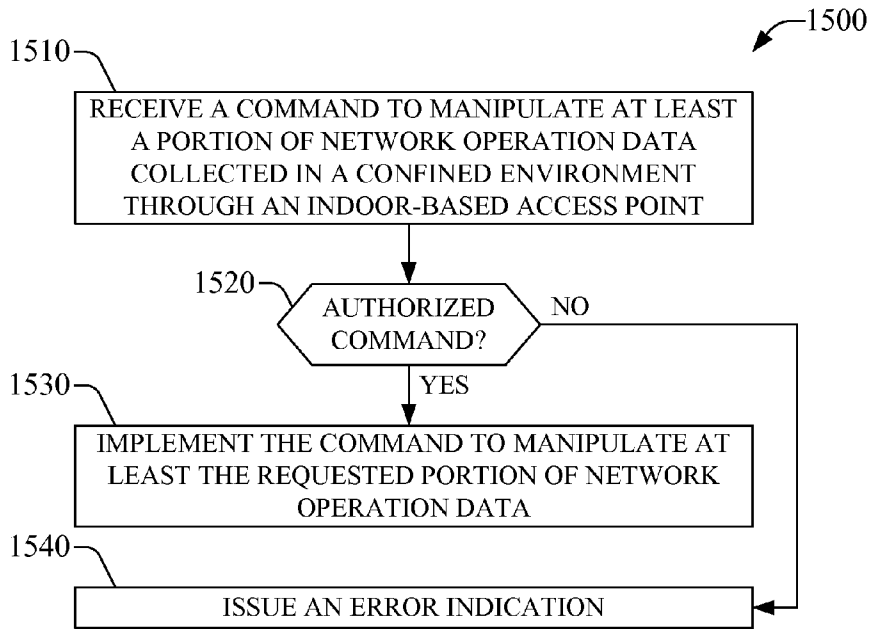 1500
1510
RECEIVE A COMMAND TO MANIPULATE AT LEAST
A PORTION OF NETWORK OPERATION DATA
COLLECTED IN A CONFINED ENVIRONMENT
THROUGH AN INDOOR-BASED ACCESS POINT
1520
AUTHORIZED
COMMAND?
NO
YES
1530
IMPLEMENT THE COMMAND TO MANIPULATE AT
LEAST THE REQUESTED PORTION OF NETWORK
OPERATION DATA
1540
ISSUE AN ERROR INDICATION